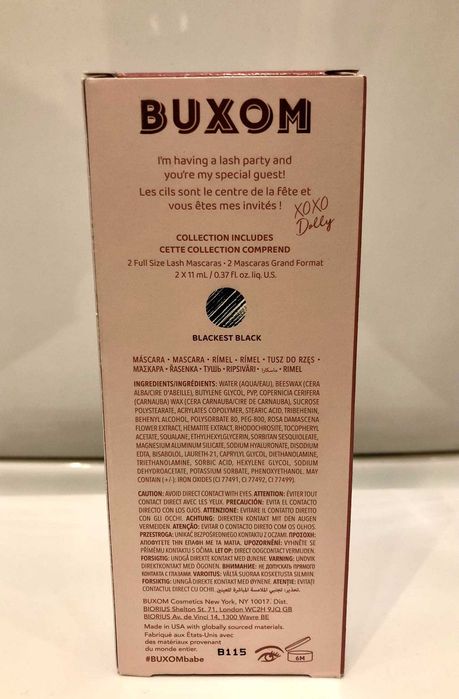 BUXOM
I'm having a lash party and
you're my special guest!
Les cils sont le centre de la fête et
vous êtes mes invités !
XOXO
Dolly
COLLECTION INCLUDES
CETTE COLLECTION COMPREND
2 Full Size Lash Mascaras • 2 Mascaras Grand Format
2 X 11 mL / 0.37 fl. oz. liq. U.S.
BLACKEST BLACK
MÁSCARA • MASCARA • RÍMEL • RÍMEL • TUSZ DO RZĘS •
ΜΑΣΚΑΡΑ • ŘASENKA • ТУШЬ • RIPSIVÄRI • ماسكارا • RIMEL
INGREDIENTS/INGRÉDIENTS: WATER (AQUA/EAU), BEESWAX (CERA
ALBA/CIRE D'ABEILLE), BUTYLENE GLYCOL, PVP, COPERNICIA CERIFERA
(CARNAUBA) WAX (CERA CARNAUBA/CIRE DE CARNAUBA), SUCROSE
POLYSTEARATE, ACRYLATES COPOLYMER, STEARIC ACID, TRIBEHENIN,
BEHENYL ALCOHOL, POLYSORBATE 80, PEG-800, ROSA DAMASCENA
FLOWER EXTRACT, HEMATITE EXTRACT, RHODOCHROSITE, TOCOPHERYL
ACETATE, SQUALANE, ETHYLHEXYLGLYCERIN, SORBITAN SESQUIOLEATE,
MAGNESIUM ALUMINUM SILICATE, SODIUM HYALURONATE, DISODIUM
EDTA, BISABOLOL, LAURETH-21, CAPRYLYL GLYCOL, DIETHANOLAMINE,
TRIETHANOLAMINE, SORBIC ACID, HEXYLENE GLYCOL, SODIUM
DEHYDROACETATE, POTASSIUM SORBATE, PHENOXYETHANOL. MAY
CONTAIN (+/-): IRON OXIDES (CI 77491, CI 77492, CI 77499).
CAUTION: AVOID DIRECT CONTACT WITH EYES. ATTENTION: ÉVITER TOUT
CONTACT DIRECT AVEC LES YEUX. PRECAUCIÓN: EVITA EL CONTACTO
DIRECTO CON LOS OJOS. ATTENZIONE: EVITARE IL CONTATTO DIRETTO
CON GLI OCCHI. ACHTUNG: DIREKTEN KONTAKT MIT DEN AUGEN
VERMEIDEN. ATENÇÃO: EVITAR O CONTACTO DIRETO COM OS OLHOS.
PRZESTROGA: UNIKAĆ BEZPOŚREDNIEGO KONTAKTU Z OCZAMI. ΠΡΟΣΟΧΗ:
ΑΠΟΦΥΓΕΤΕ ΤΗΝ ΕΠΑΦΗ ΜΕ ΤΑ ΜΑΤΙΑ. UPOZORNĚNÍ: VYHNĚTE SE
PŘÍMÉMU KONTAKTU S OČIMA. LET OP: DIRECT OOGCONTACT VERMIJDEN.
FORSIGTIG: UNDGÅ DIREKTE KONTAKT MED ØJNENE. VARNING: UNDVIK
DIREKTKONTAKT MED ÖGONEN. ВНИМАНИЕ: НЕ ДОПУСКАТЬ ПРЯМОГО
КОНТАКТА С ГЛАЗАМИ. VAROITUS: VÄLTÄ SUORAA KOSKETUSTA SILMIIN.
FORSIKTIG: UNNGÅ DIREKTE KONTAKT MED ØYNENE. ATENȚIE: EVITAȚI
CONTACTUL DIRECT CU OCHII. تحذير: لتجنبي الملامسة المباشرة للعينين.
BUXOM Cosmetics New York, NY 10017. Dist.
BIORIUS Shelton St. 71, London WC2H 9JQ GB
BIORIUS Av. de Vinci 14, 1300 Wavre BE
Made in USA with globally sourced materials.
Fabriqué aux États-Unis avec
des matériaux provenant
du monde entier.
#BUXOMbabe
B115
6M